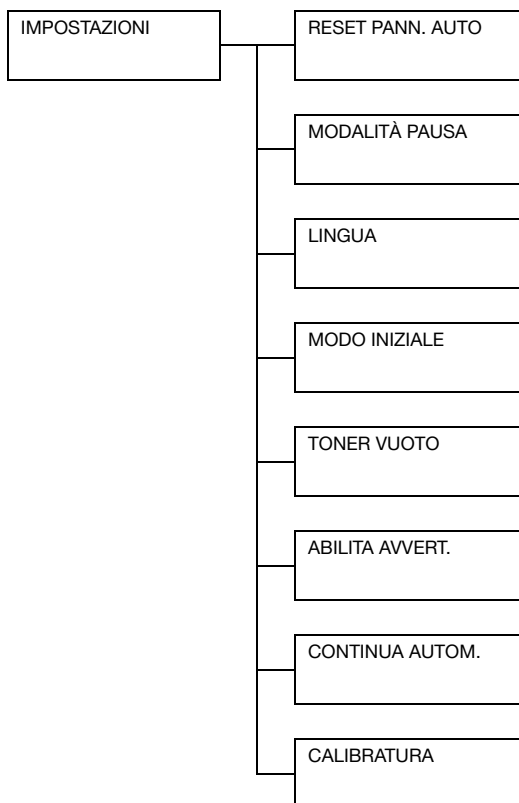 IMPOSTAZIONI
RESET PANN. AUTO
MODALITÀ PAUSA
LINGUA
MODO INIZIALE
TONER VUOTO
ABILITA AVVERT.
CONTINUA AUTOM.
CALIBRATURA